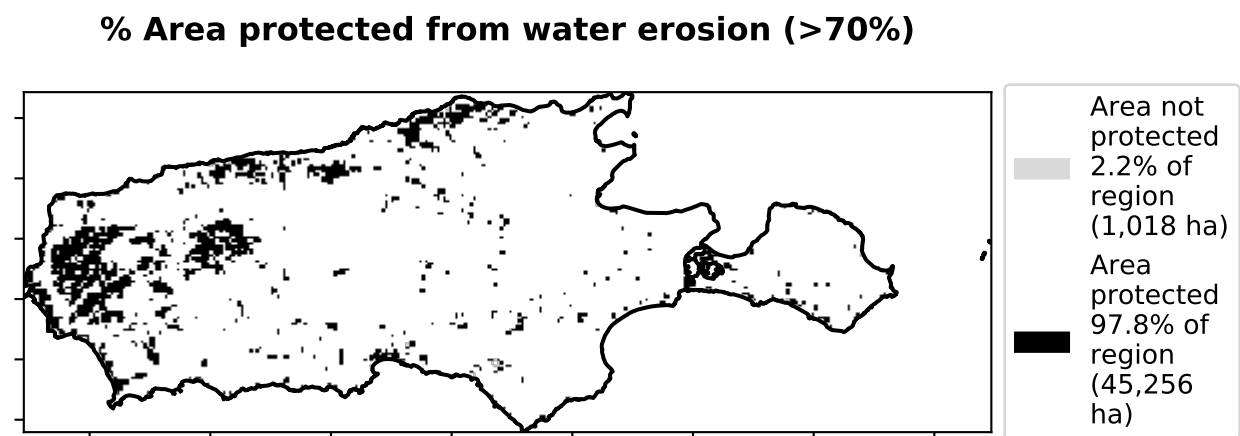 % Area protected from water erosion (>70%)
Area not
protected
2.2% of
region
(1,018 ha)
Area
protected
97.8% of
region
(45,256
ha)